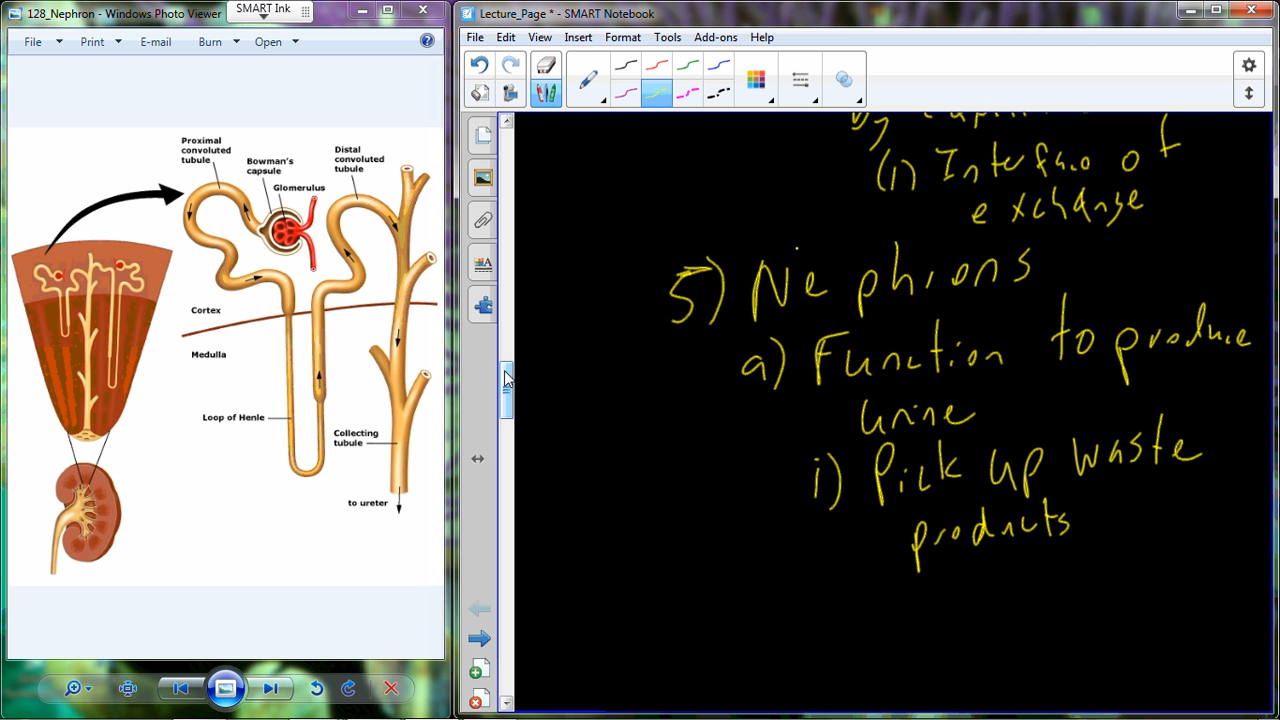 128_Nephron - Windows Photo Viewer
SMART Ink
File Print E-mail Burn Open
Proximal
convoluted
tubule
Bowman's
capsule
Glomerulus
Distal
convoluted
tubule
Cortex
Medulla
Loop of Henle
Collecting
tubule
to ureter
Lecture_Page * - SMART Notebook
File Edit View Insert Format Tools Add-ons Help
(i) Interface of
exchange
5) Nephrons
a) Function to produce
urine
i) Pick up waste
products